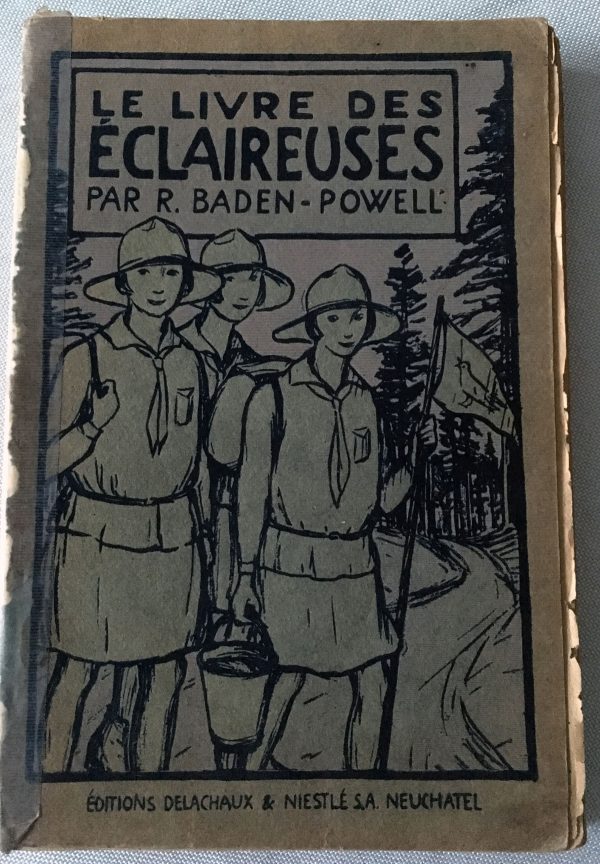 LE LIVRE DES
ÉCLAIREUSES
PAR R. BADEN-POWELL
ÉDITIONS DELACHAUX & NIESTLÉ S.A. NEUCHATEL